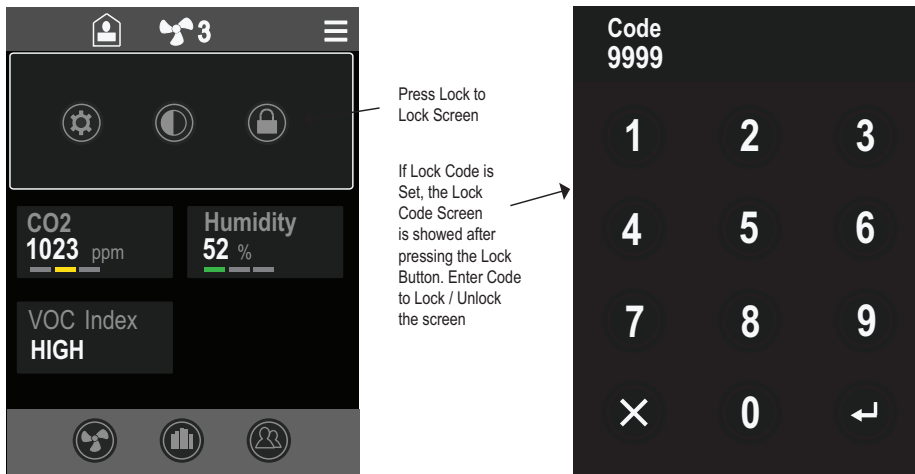 3
CO2
1023 ppm
Humidity
52 %
VOC Index
HIGH
Press Lock to
Lock Screen
If Lock Code is
Set, the Lock
Code Screen
is showed after
pressing the Lock
Button. Enter Code
to Lock / Unlock
the screen
Code
9999
1 2 3
4 5 6
7 8 9
0